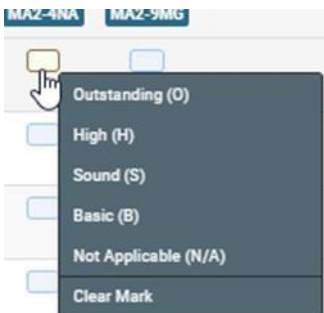 MA2-4NA MA2-9MG
Outstanding (O)
High (H)
Sound (S)
Basic (B)
Not Applicable (N/A)
Clear Mark